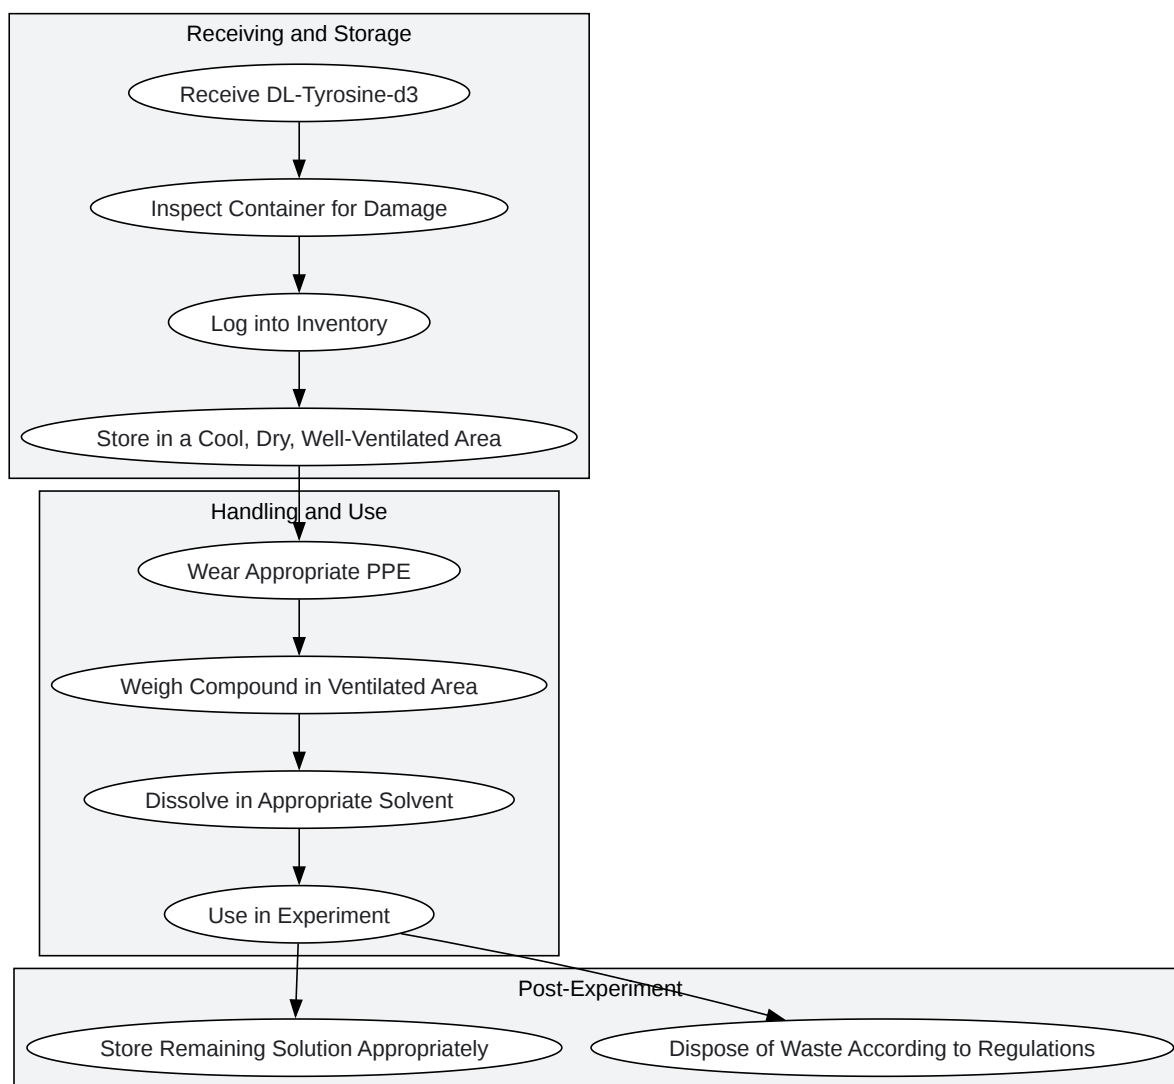 Receiving and Storage
Receive DL-Tyrosine-d3
Inspect Container for Damage
Log into Inventory
Store in a Cool, Dry, Well-Ventilated Area
Handling and Use
Wear Appropriate PPE
Weigh Compound in Ventilated Area
Dissolve in Appropriate Solvent
Use in Experiment
Post-Experiment
Store Remaining Solution Appropriately
Dispose of Waste According to Regulations